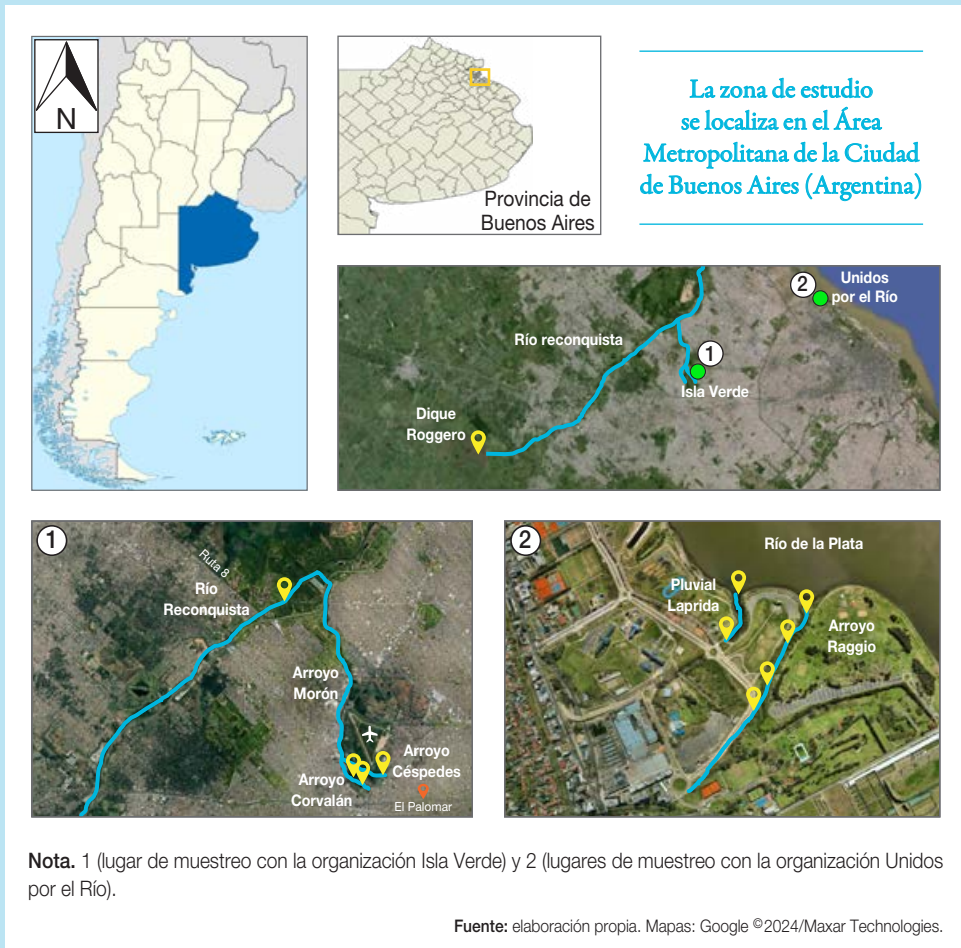 N
Provincia de
Buenos Aires
La zona de estudio
se localiza en el Área
Metropolitana de la Ciudad
de Buenos Aires (Argentina)
2
Unidos
por el Río
Río reconquista
1
Isla Verde
Dique
Roggero
1
Ruta 8
Río
Reconquista
Arroyo
Morón
Arroyo
Céspedes
Arroyo
Corvalán
El Palomar
2
Río de la Plata
Pluvial
Laprida
Arroyo
Raggio
Nota. 1 (lugar de muestreo con la organización Isla Verde) y 2 (lugares de muestreo con la organización Unidos
por el Río).
Fuente: elaboración propia. Mapas: Google ©2024/Maxar Technologies.